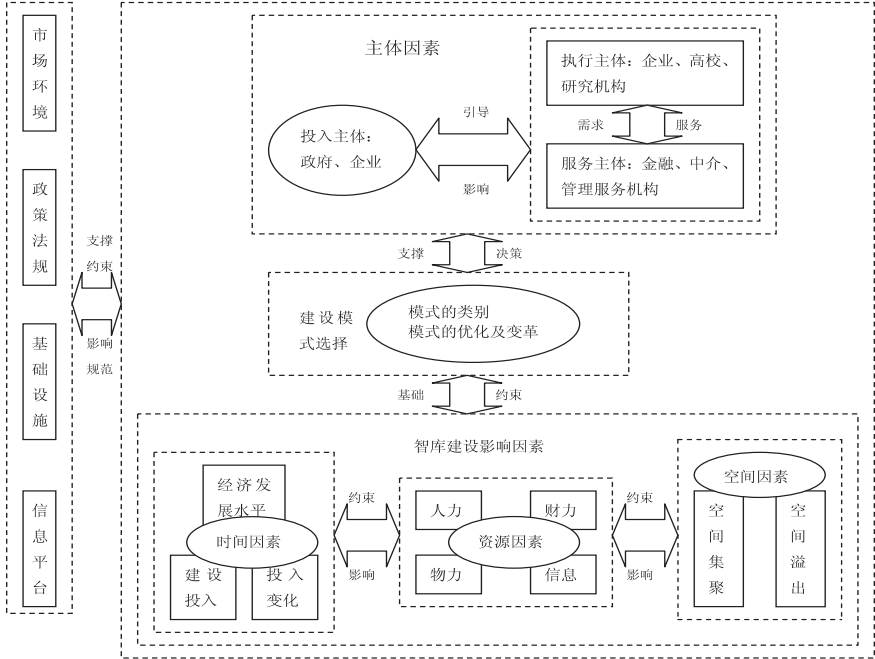 市
场
环
境
政
策
法
规
基
础
设
施
信
息
平
台
支撑
约束
影响
规范
主体因素
投入主体：
政府、企业
引导
影响
执行主体：企业、高校、
研究机构
需求
服务
服务主体：金融、中介、
管理服务机构
支撑
决策
建设模
式选择
模式的类别
模式的优化及变革
基础
约束
智库建设影响因素
经济发
展水平
时间因素
建设
投入
投入
变化
约束
影响
人力
财力
资源因素
物力
信息
约束
影响
空间因素
空
间
集
聚
空
间
溢
出